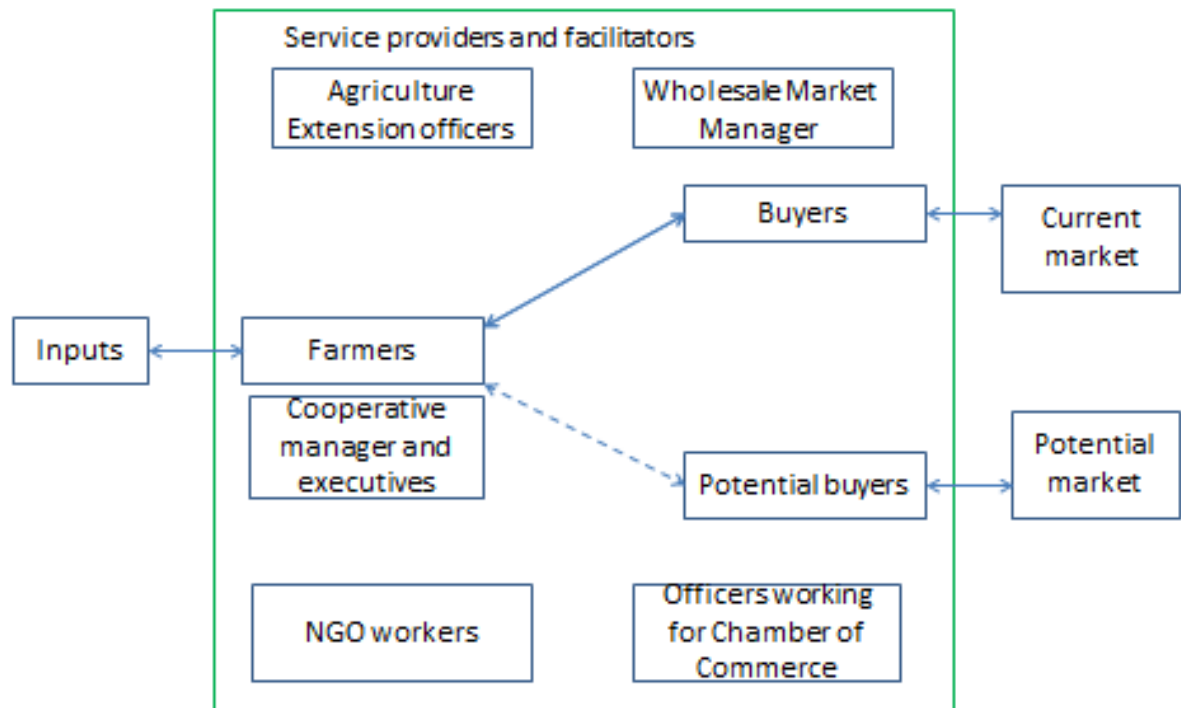 Service providers and facilitators
Agriculture
Extension officers
Wholesale Market
Manager
Buyers
Current
market
Inputs
Farmers
Cooperative
manager and
executives
Potential buyers
Potential
market
NGO workers
Officers working
for Chamber of
Commerce